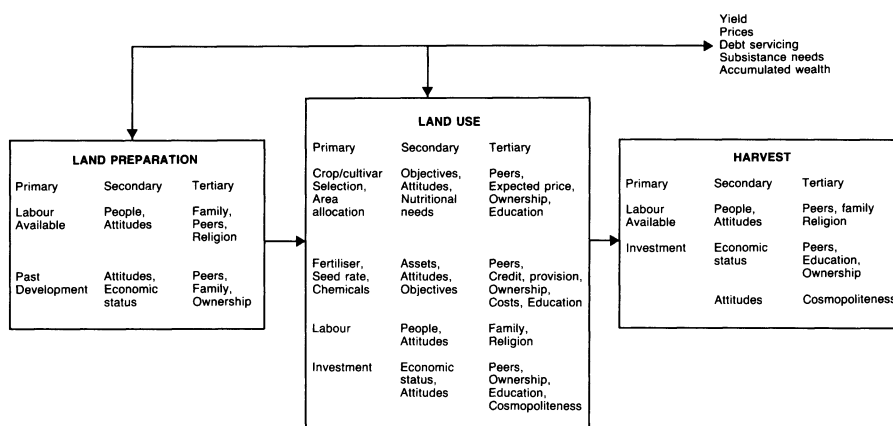 Yield
Prices
Debt servicing
Subsistance needs
Accumulated wealth
LAND PREPARATION
Primary Secondary Tertiary
Labour People, Family,
Available Attitudes Peers,
Religion
Past Attitudes, Peers,
Development Economic Family,
status Ownership
LAND USE
Primary Secondary Tertiary
Crop/cultivar Objectives, Peers,
Selection, Attitudes, Expected price,
Area Nutritional Ownership,
allocation needs Education
Fertiliser, Assets, Peers,
Seed rate, Attitudes, Credit, provision,
Chemicals Objectives Ownership,
Costs, Education
Labour People, Family,
Attitudes Religion
Investment Economic Peers,
status, Ownership,
Attitudes Education,
Cosmopoliteness
HARVEST
Primary Secondary Tertiary
Labour People, Peers, family
Available Attitudes Religion
Investment Economic Peers,
status Education,
Ownership
Attitudes Cosmopoliteness